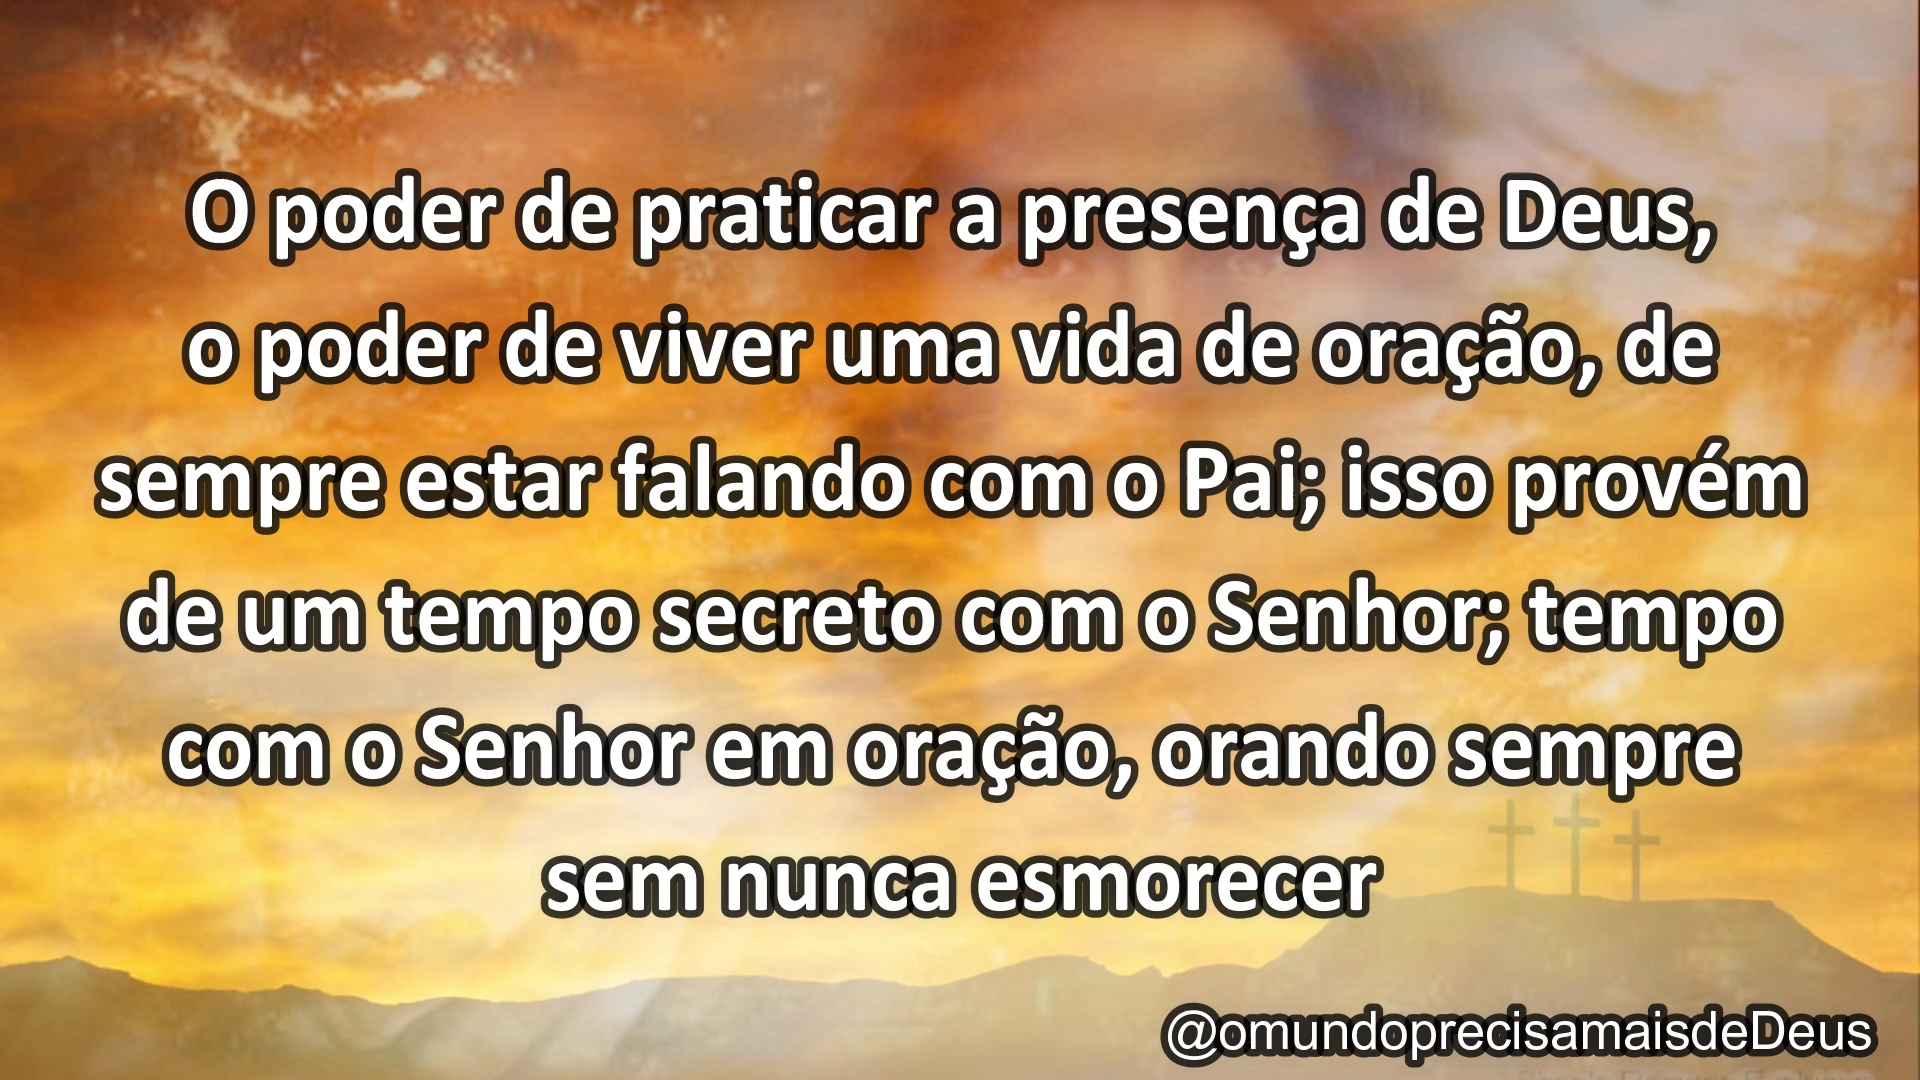 O poder de praticar a presença de Deus,
o poder de viver uma vida de oração, de
sempre estar falando com o Pai; isso provém
de um tempo secreto com o Senhor; tempo
com o Senhor em oração, orando sempre
sem nunca esmorecer
@omundoprecisamaisdeDeus